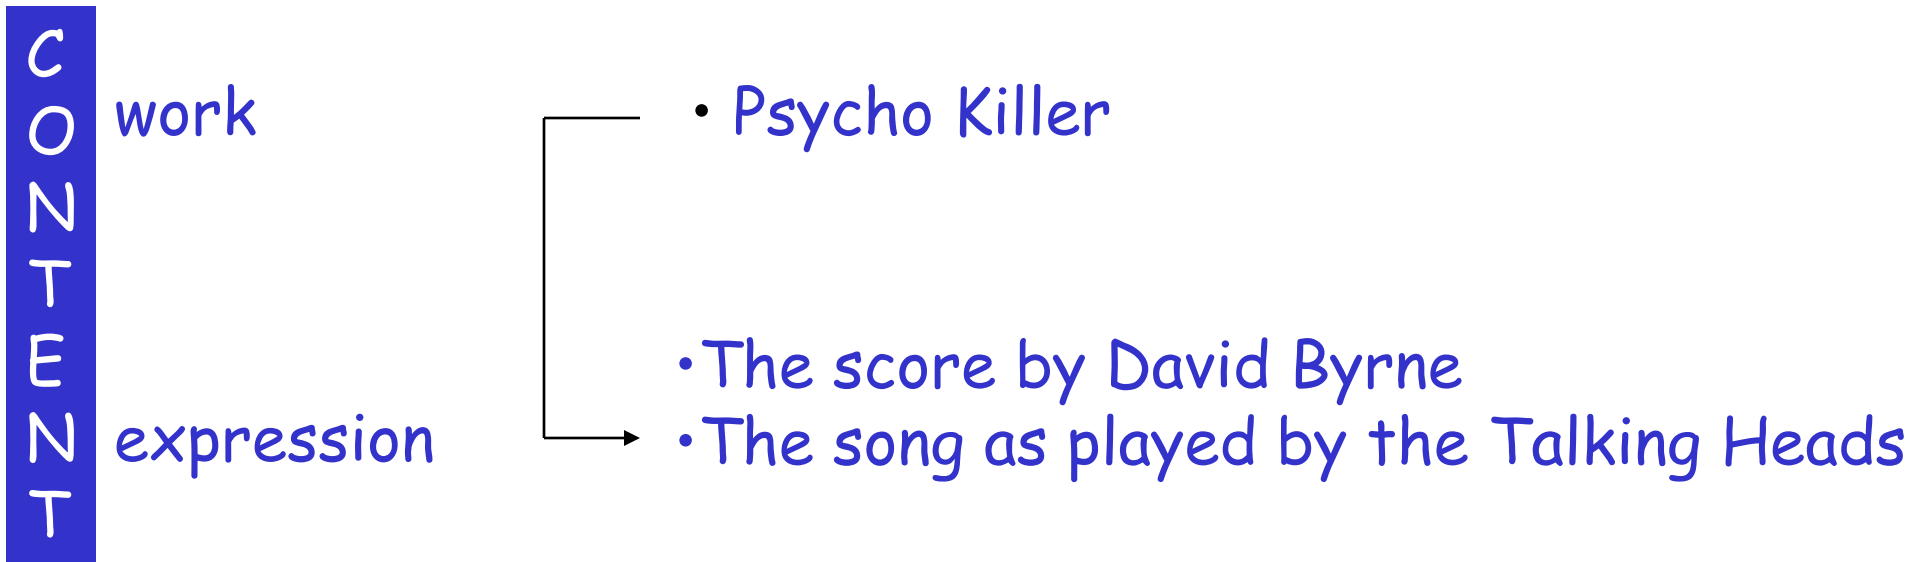 CONTENT
work
• Psycho Killer
expression
• The score by David Byrne
• The song as played by the Talking Heads